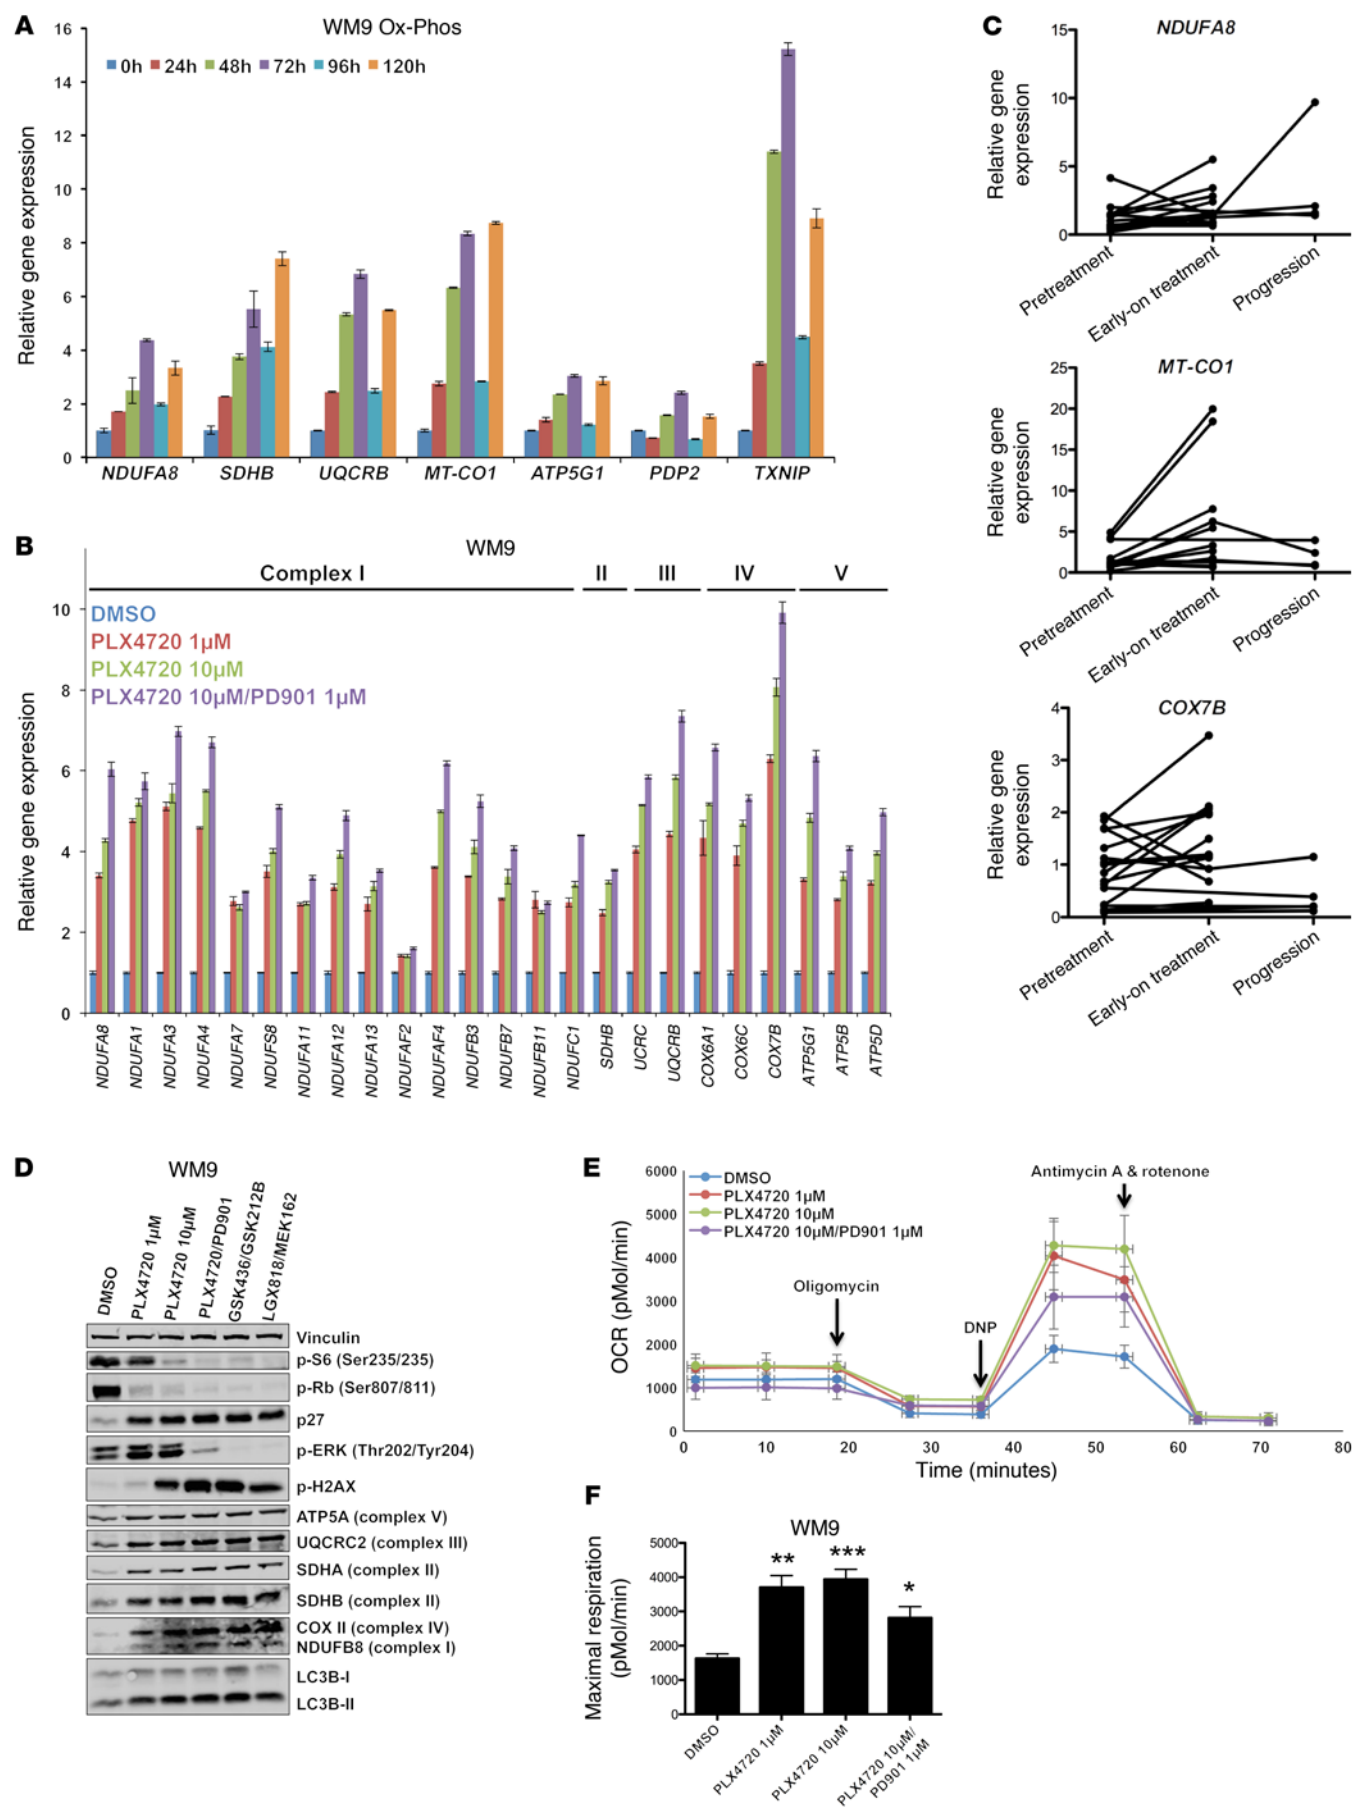 A
WM9 Ox-Phos
0h 24h 48h 72h 96h 120h
Relative gene expression
16
14
12
10
8
6
4
2
0
NDUFA8 SDHB UQCRB MT-CO1 ATP5G1 PDP2 TXNIP
B
WM9
Complex I II III IV V
DMSO
PLX4720 1µM
PLX4720 10µM
PLX4720 10µM/PD901 1µM
Relative gene expression
10
8
6
4
2
0
NDUFA8 NDUFA1 NDUFA3 NDUFA4 NDUFA7 NDUFS8 NDUFA11 NDUFA12 NDUFA13 NDUFAF2 NDUFAF4 NDUFB3 NDUFB7 NDUFB11 NDUFC1 SDHB UCRC UQCRB COX6A1 COX6C COX7B ATP5G1 ATP5B ATP5D
C
NDUFA8
Relative gene
expression
15
10
5
0
Pretreatment Early-on treatment Progression
MT-CO1
Relative gene
expression
25
20
15
10
5
0
Pretreatment Early-on treatment Progression
COX7B
Relative gene
expression
4
3
2
1
0
Pretreatment Early-on treatment Progression
D
WM9
DMSO PLX4720 1µM PLX4720 10µM PLX4720/PD901 GSK436/GSK212B LGX818/MEK162
Vinculin
p-S6 (Ser235/235)
p-Rb (Ser807/811)
p27
p-ERK (Thr202/Tyr204)
p-H2AX
ATP5A (complex V)
UQCRC2 (complex III)
SDHA (complex II)
SDHB (complex II)
COX II (complex IV)
NDUFB8 (complex I)
LC3B-I
LC3B-II
E
DMSO
PLX4720 1µM
PLX4720 10µM
PLX4720 10µM/PD901 1µM
Antimycin A & rotenone
Oligomycin
DNP
OCR (pMol/min)
6000
5000
4000
3000
2000
1000
0
0 10 20 30 40 50 60 70 80
Time (minutes)
F
WM9
Maximal respiration
(pMol/min)
5000
4000
3000
2000
1000
0
** *** *
DMSO PLX4720 1µM PLX4720 10µM PLX4720 10µM/
PD901 1µM